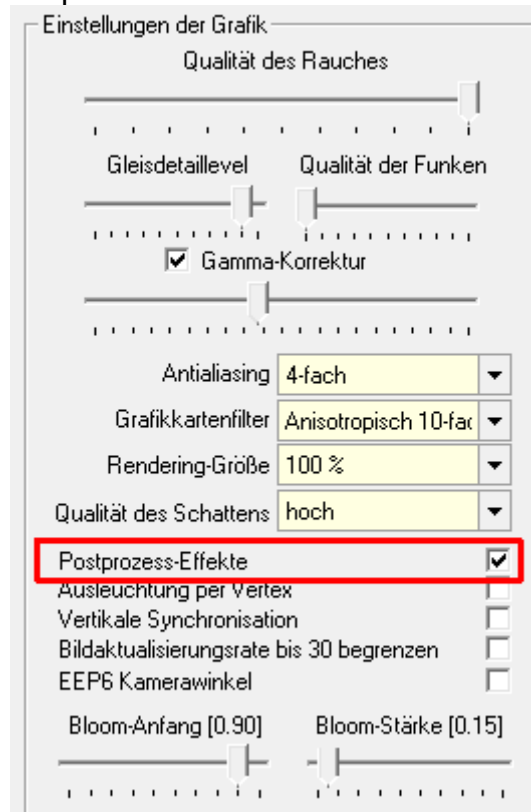 Einstellungen der Grafik
Qualität des Rauches
Gleisdetaillevel Qualität der Funken
Gamma-Korrektur
Antialiasing 4-fach
Grafikkartenfilter Anisotropisch 10-fac
Rendering-Größe 100 %
Qualität des Schattens hoch
Postprozess-Effekte
Ausleuchtung per Vertex
Vertikale Synchronisation
Bildaktualisierungsrate bis 30 begrenzen
EEP6 Kamerawinkel
Bloom-Anfang [0.90] Bloom-Stärke [0.15]